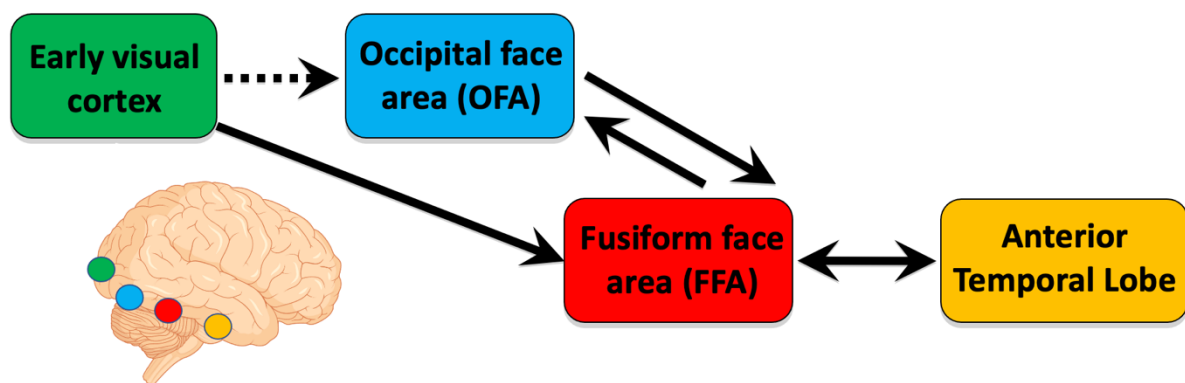 Early visual
cortex
Occipital face
area (OFA)
Fusiform face
area (FFA)
Anterior
Temporal Lobe